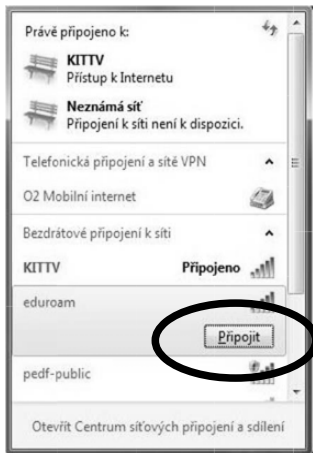 Právě připojeno k:
KITTV
Přístup k Internetu
Neznámá síť
Připojení k síti není k dispozici.
Telefonická připojení a sítě VPN
O2 Mobilní internet
Bezdrátové připojení k síti
KITTV Připojeno
eduroam
Připojit
pedf-public
Otevřít Centrum síťových připojení a sdílení